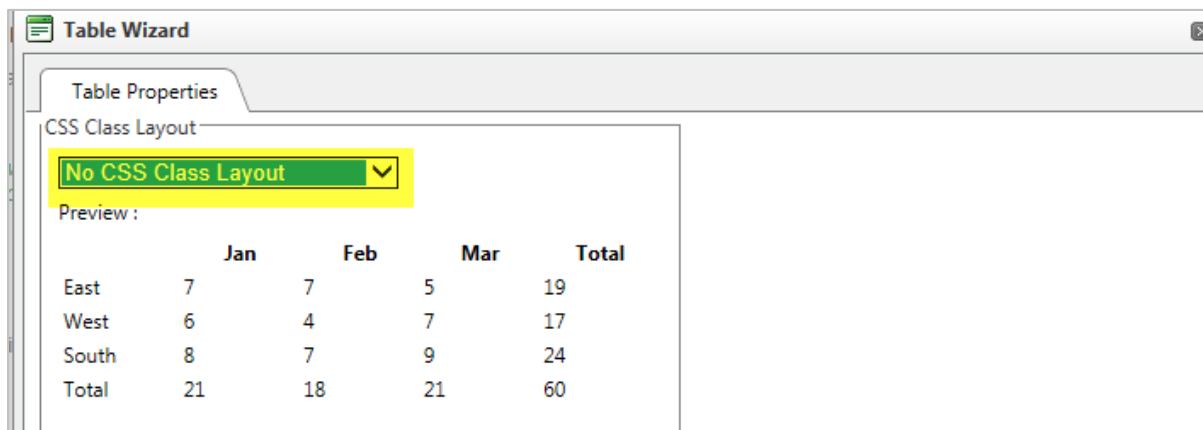 Table Wizard
Table Properties
CSS Class Layout
No CSS Class Layout
Preview :
Jan Feb Mar Total
East 7 7 5 19
West 6 4 7 17
South 8 7 9 24
Total 21 18 21 60